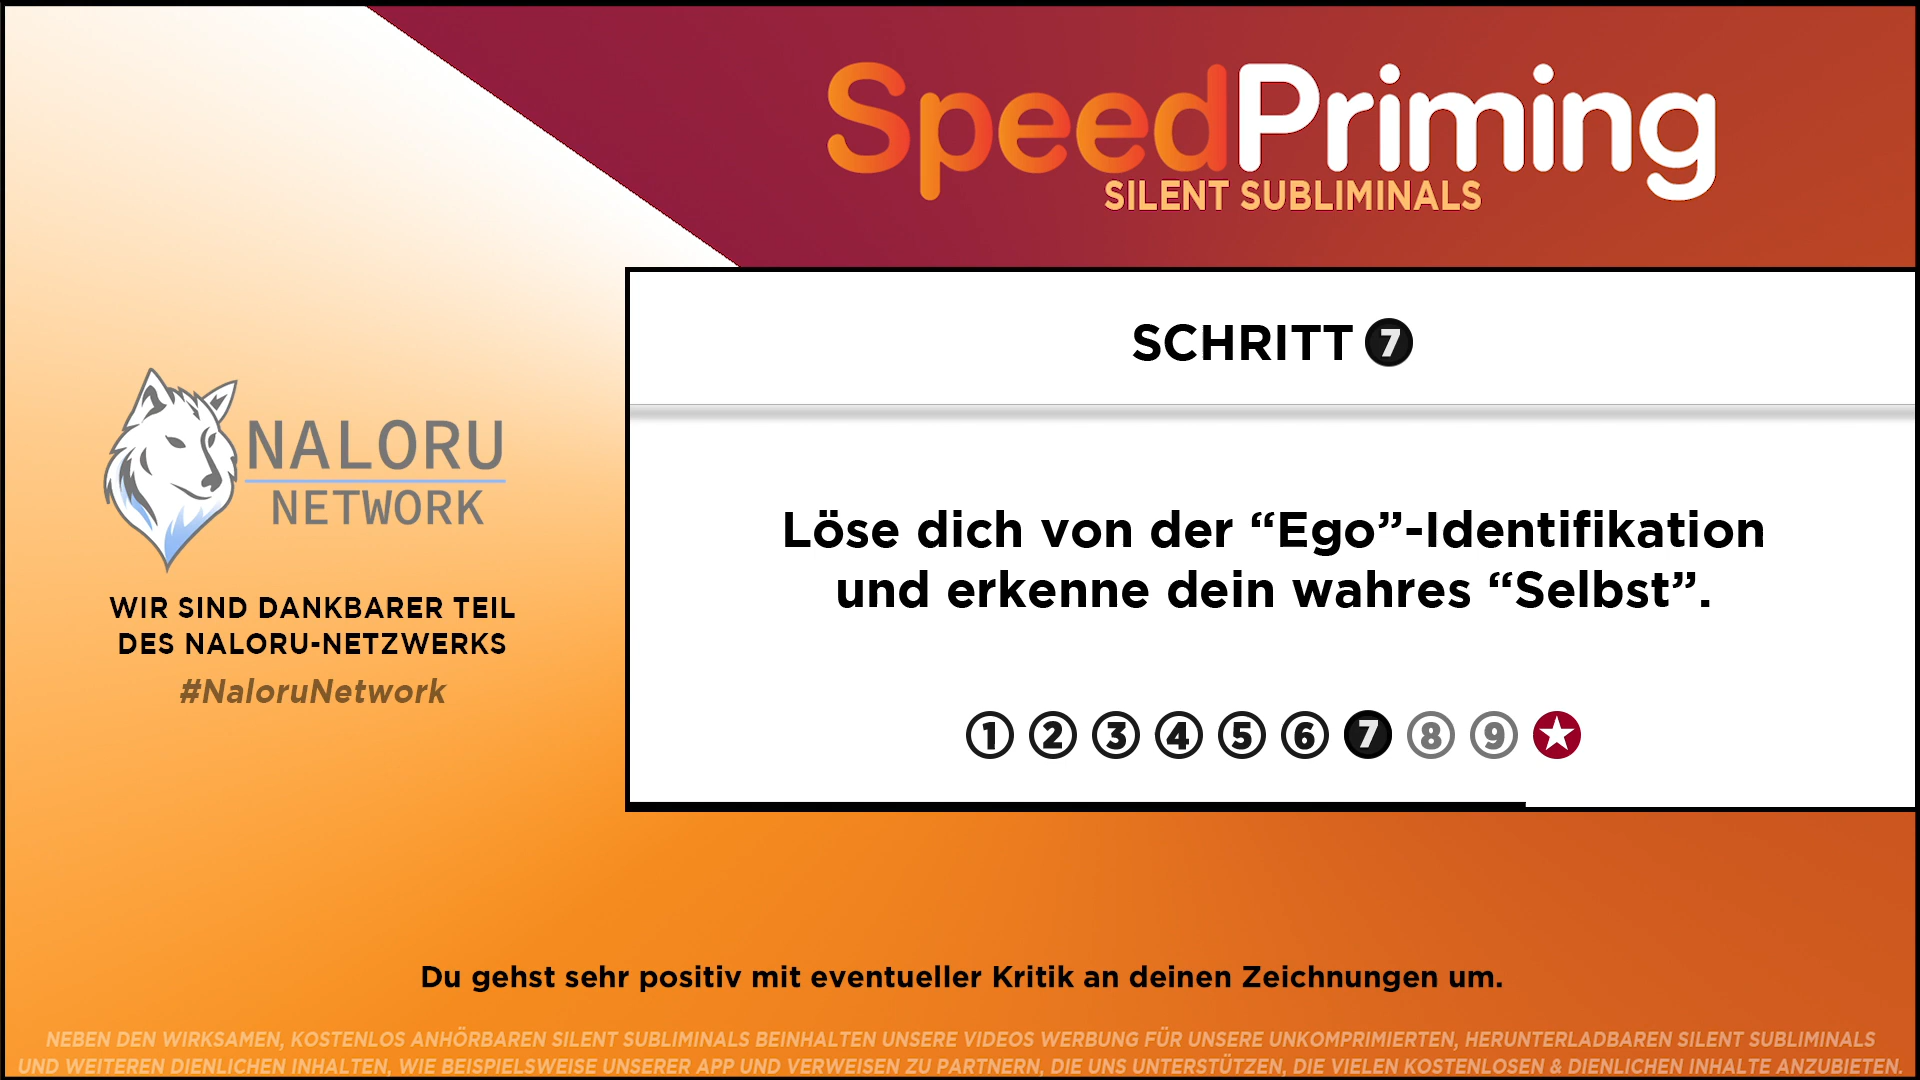 SpeedPriming
SILENT SUBLIMINALS
SCHRITT 7
Löse dich von der “Ego”-Identifikation
und erkenne dein wahres “Selbst”.
1 2 3 4 5 6 7 8 9
NALORU
NETWORK
WIR SIND DANKBARER TEIL
DES NALORU-NETZWERKS
#NaloruNetwork
Du gehst sehr positiv mit eventueller Kritik an deinen Zeichnungen um.
NEBEN DEN WIRKSAMEN, KOSTENLOS ANHÖRBAREN SILENT SUBLIMINALS BEINHALTEN UNSERE VIDEOS WERBUNG FÜR UNSERE UNKOMPRIMIERTEN, HERUNTERLADBAREN SILENT SUBLIMINALS
UND WEITEREN DIENLICHEN INHALTEN, WIE BEISPIELSWEISE UNSERER APP UND VERWEISEN ZU PARTNERN, DIE UNS UNTERSTÜTZEN, DIE VIELEN KOSTENLOSEN & DIENLICHEN INHALTE ANZUBIETEN.